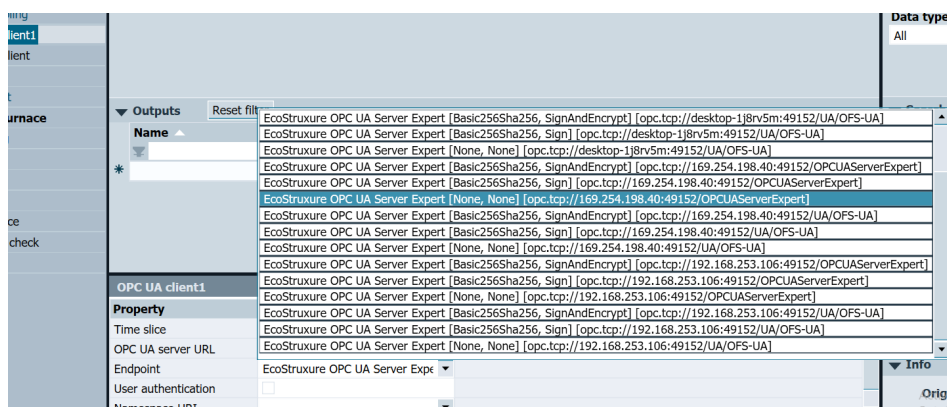 lient1
lient
urnace
ce
check
Data type
All
Outputs
Reset filte
Name
EcoStruxure OPC UA Server Expert [Basic256Sha256, SignAndEncrypt] [opc.tcp://desktop-1j8rv5m:49152/UA/OFS-UA]
EcoStruxure OPC UA Server Expert [Basic256Sha256, Sign] [opc.tcp://desktop-1j8rv5m:49152/UA/OFS-UA]
EcoStruxure OPC UA Server Expert [None, None] [opc.tcp://desktop-1j8rv5m:49152/UA/OFS-UA]
EcoStruxure OPC UA Server Expert [Basic256Sha256, SignAndEncrypt] [opc.tcp://169.254.198.40:49152/OPCUAServerExpert]
EcoStruxure OPC UA Server Expert [Basic256Sha256, Sign] [opc.tcp://169.254.198.40:49152/OPCUAServerExpert]
EcoStruxure OPC UA Server Expert [None, None] [opc.tcp://169.254.198.40:49152/OPCUAServerExpert]
EcoStruxure OPC UA Server Expert [Basic256Sha256, SignAndEncrypt] [opc.tcp://169.254.198.40:49152/UA/OFS-UA]
EcoStruxure OPC UA Server Expert [Basic256Sha256, Sign] [opc.tcp://169.254.198.40:49152/UA/OFS-UA]
EcoStruxure OPC UA Server Expert [None, None] [opc.tcp://169.254.198.40:49152/UA/OFS-UA]
EcoStruxure OPC UA Server Expert [Basic256Sha256, SignAndEncrypt] [opc.tcp://192.168.253.106:49152/OPCUAServerExpert]
EcoStruxure OPC UA Server Expert [Basic256Sha256, Sign] [opc.tcp://192.168.253.106:49152/OPCUAServerExpert]
EcoStruxure OPC UA Server Expert [None, None] [opc.tcp://192.168.253.106:49152/OPCUAServerExpert]
EcoStruxure OPC UA Server Expert [Basic256Sha256, SignAndEncrypt] [opc.tcp://192.168.253.106:49152/UA/OFS-UA]
EcoStruxure OPC UA Server Expert [Basic256Sha256, Sign] [opc.tcp://192.168.253.106:49152/UA/OFS-UA]
EcoStruxure OPC UA Server Expert [None, None] [opc.tcp://192.168.253.106:49152/UA/OFS-UA]
OPC UA client1
Property
Time slice
OPC UA server URL
Endpoint
EcoStruxure OPC UA Server Expe
User authentication
Info
Orig